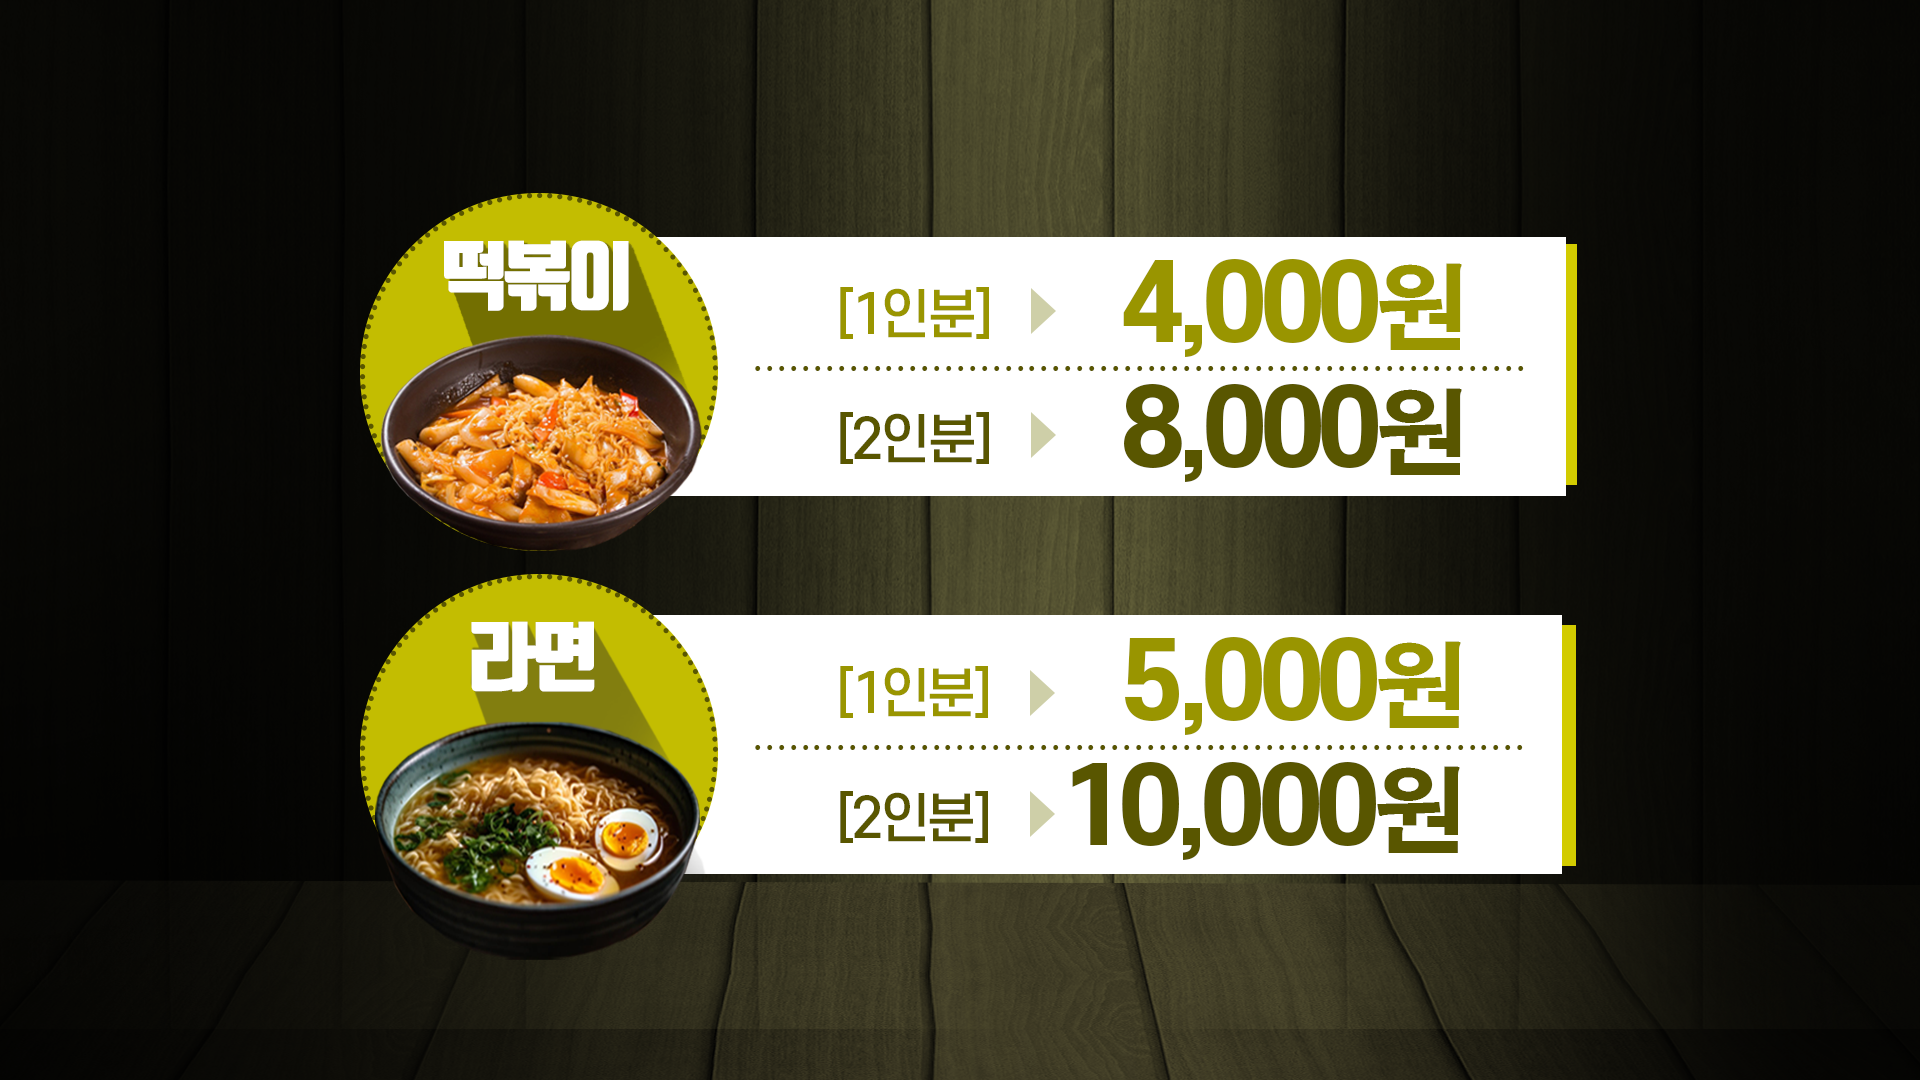 떡볶이
[1인분] ▶ 4,000원
[2인분] ▶ 8,000원
라면
[1인분] ▶ 5,000원
[2인분] ▶ 10,000원